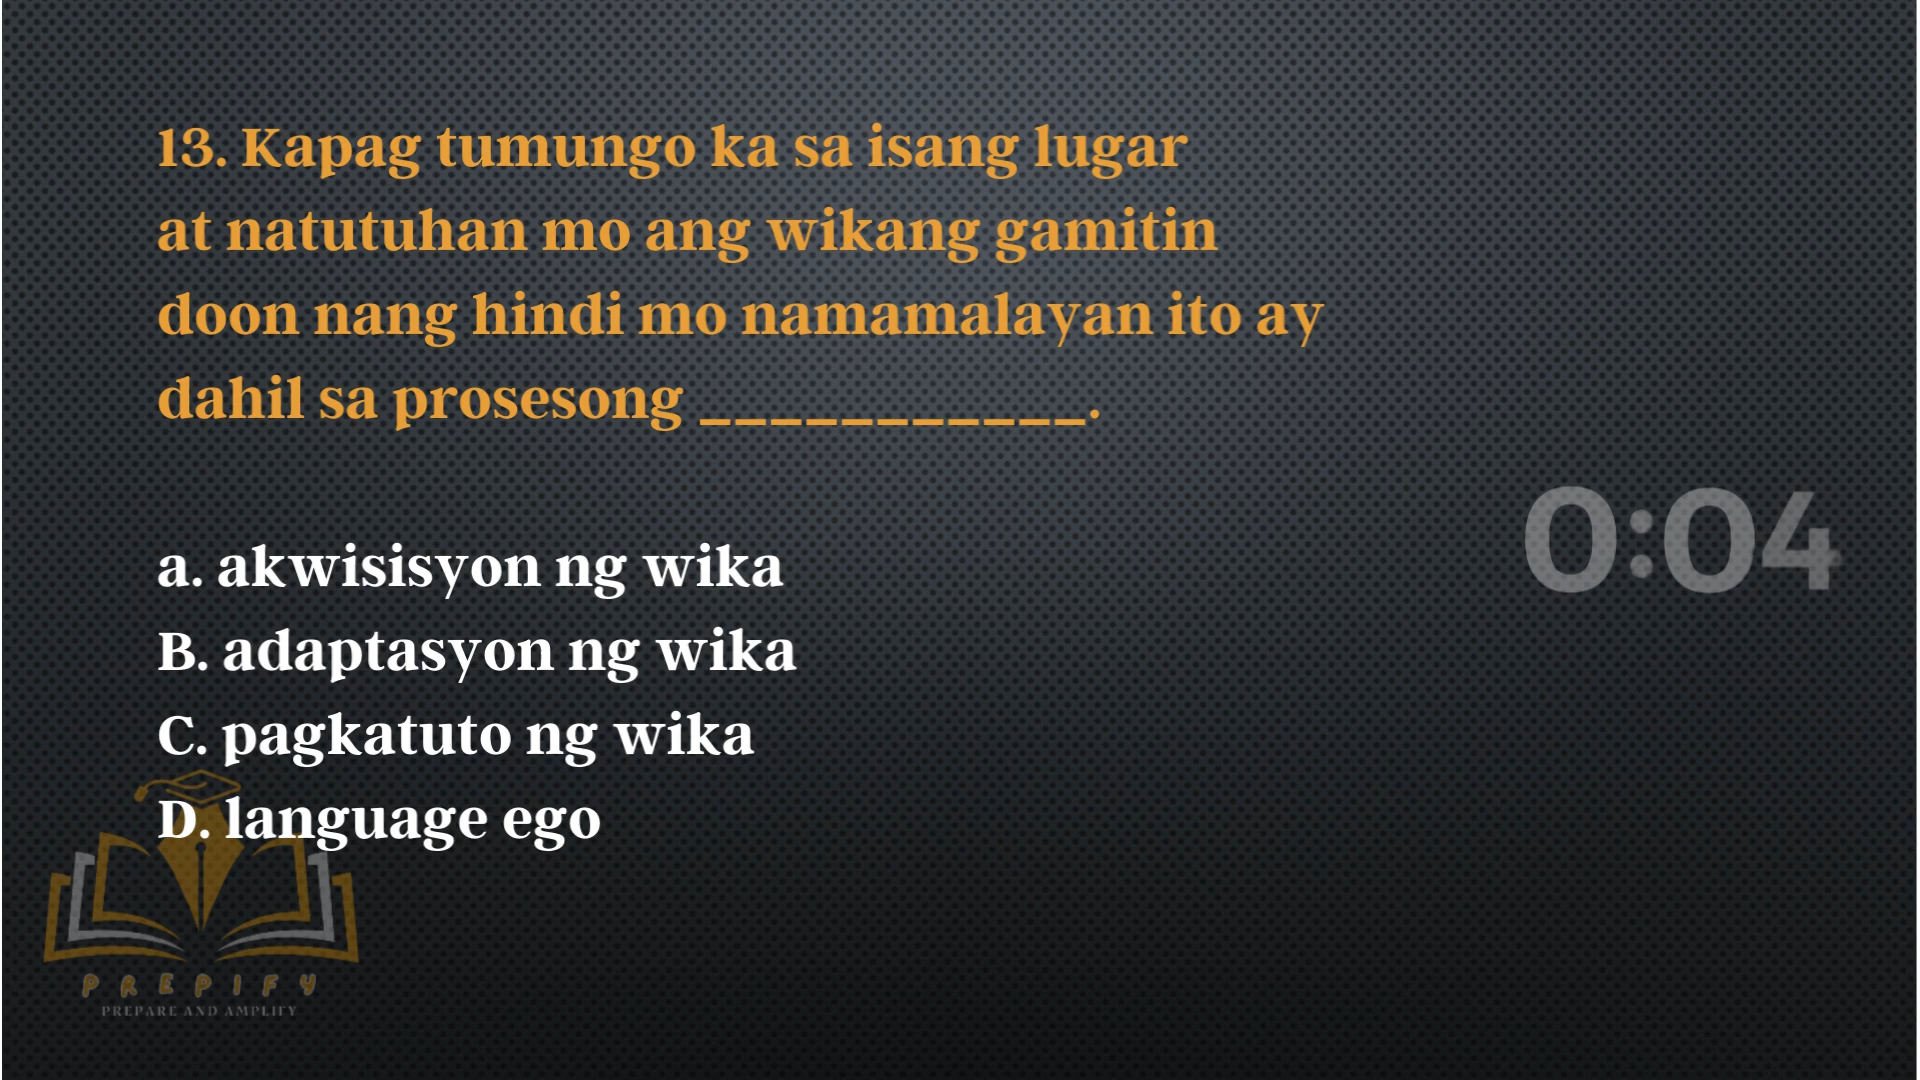 13. Kapag tumungo ka sa isang lugar
at natutuhan mo ang wikang gamitin
doon nang hindi mo namamalayan ito ay
dahil sa prosesong ___________.
0:04
a. akwisisyon ng wika
B. adaptasyon ng wika
C. pagkatuto ng wika
D. language ego
PREPIFY
PREPARE AND AMPLIFY